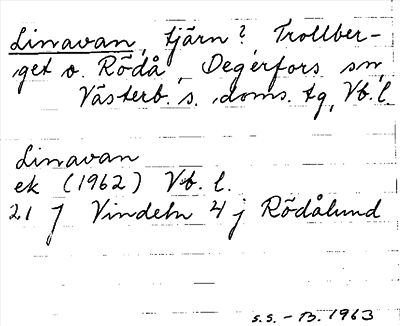 Linavan, tjärn?, Trollber-
get o. Rödå, Degerfors sn,
Västerb. s. doms. tg, Vb. l.
Linavan
ek (1962) Vb. l.
21 J Vindeln 4 j Rödålund
s.s. - B. 1963